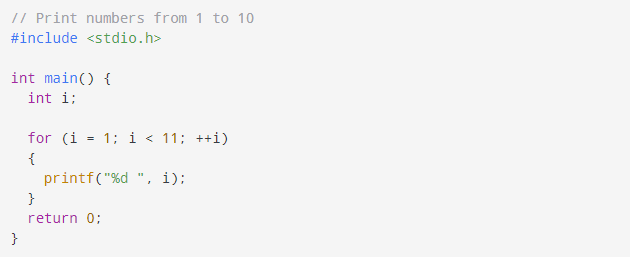 // Print numbers from 1 to 10
#include <stdio.h>

int main() {
  int i;

  for (i = 1; i < 11; ++i)
  {
    printf("%d ", i);
  }
  return 0;
}